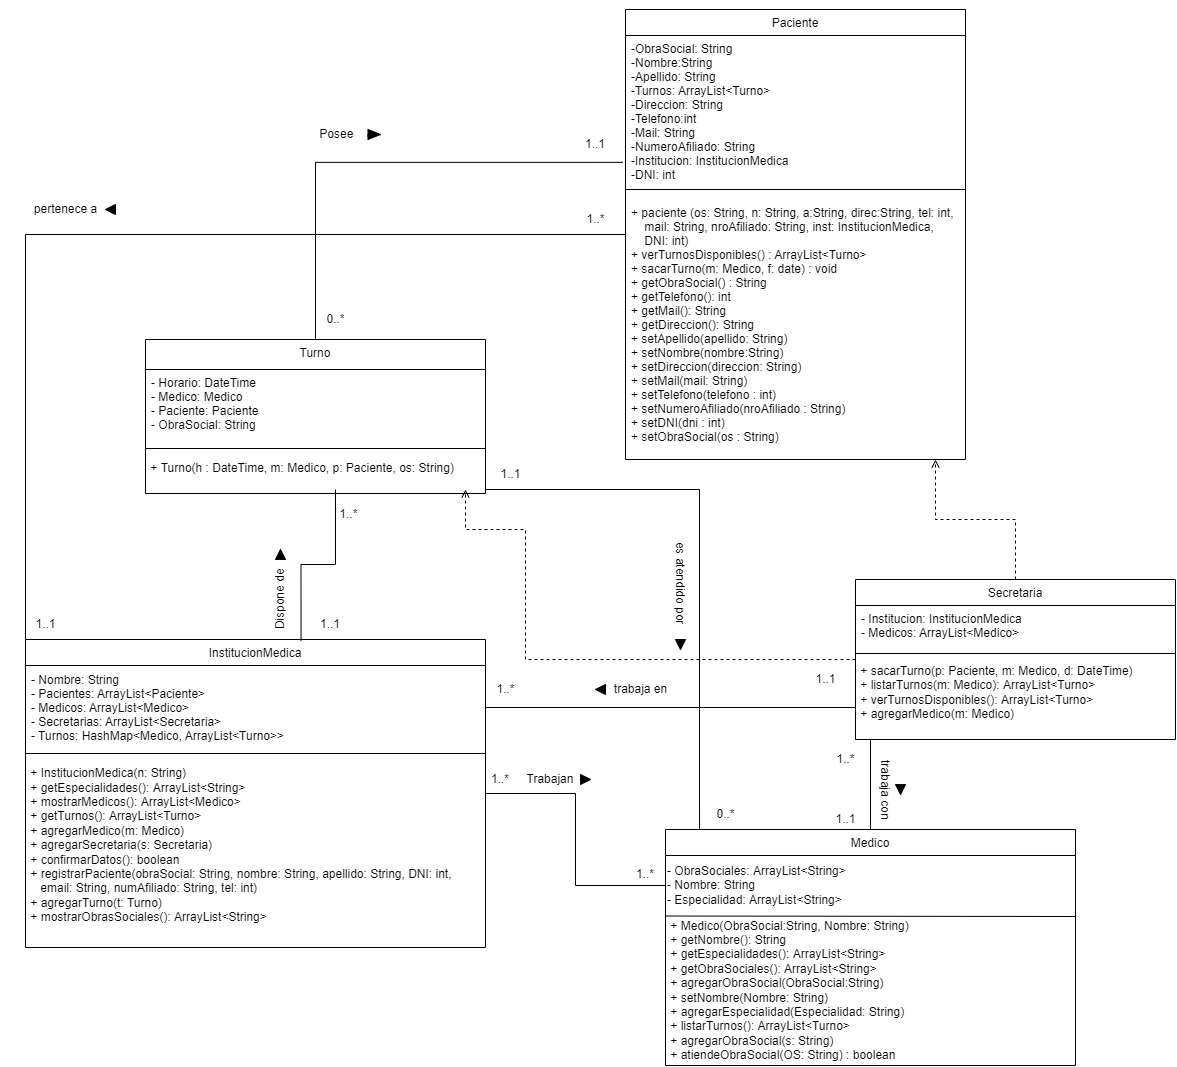 Paciente
-ObraSocial: String
-Nombre:String
-Apellido: String
-Turnos: ArrayList<Turno>
-Direccion: String
-Telefono:int
-Mail: String
-NumeroAfiliado: String
-Institucion: InstitucionMedica
-DNI: int
+ paciente (os: String, n: String, a:String, direc:String, tel: int,
mail: String, nroAfiliado: String, inst: InstitucionMedica,
DNI: int)
+ verTurnosDisponibles() : ArrayList<Turno>
+ sacarTurno(m: Medico, f: date) : void
+ getObraSocial() : String
+ getTelefono(): int
+ getMail(): String
+ getDireccion(): String
+ setApellido(apellido: String)
+ setNombre(nombre:String)
+ setDireccion(direccion: String)
+ setMail(mail: String)
+ setTelefono(telefono : int)
+ setNumeroAfiliado(nroAfiliado : String)
+ setDNI(dni : int)
+ setObraSocial(os : String)
Posee
1..1
pertenece a
1..*
0..*
Turno
- Horario: DateTime
- Medico: Medico
- Paciente: Paciente
- ObraSocial: String
+ Turno(h : DateTime, m: Medico, p: Paciente, os: String)
1..1
1..*
Dispone de
es atendido por
1..1
1..1
InstitucionMedica
- Nombre: String
- Pacientes: ArrayList<Paciente>
- Medicos: ArrayList<Medico>
- Secretarias: ArrayList<Secretaria>
- Turnos: HashMap<Medico, ArrayList<Turno>>
+ InstitucionMedica(n: String)
+ getEspecialidades(): ArrayList<String>
+ mostrarMedicos(): ArrayList<Medico>
+ getTurnos(): ArrayList<Turno>
+ agregarMedico(m: Medico)
+ agregarSecretaria(s: Secretaria)
+ confirmarDatos(): boolean
+ registrarPaciente(obraSocial: String, nombre: String, apellido: String, DNI: int,
email: String, numAfiliado: String, tel: int)
+ agregarTurno(t: Turno)
+ mostrarObrasSociales(): ArrayList<String>
Secretaria
- Institucion: InstitucionMedica
- Medicos: ArrayList<Medico>
+ sacarTurno(p: Paciente, m: Medico, d: DateTime)
+ listarTurnos(m: Medico): ArrayList<Turno>
+ verTurnosDisponibles(): ArrayList<Turno>
+ agregarMedico(m: Medico)
1..*
trabaja en
1..1
1..*
Trabajan
1..*
trabaja con
0..*
1..1
1..*
Medico
- ObraSociales: ArrayList<String>
- Nombre: String
- Especialidad: ArrayList<String>
+ Medico(ObraSocial:String, Nombre: String)
+ getNombre(): String
+ getEspecialidades(): ArrayList<String>
+ getObraSociales(): ArrayList<String>
+ agregarObraSocial(ObraSocial:String)
+ setNombre(Nombre: String)
+ agregarEspecialidad(Especialidad: String)
+ listarTurnos(): ArrayList<Turno>
+ agregarObraSocial(s: String)
+ atiendeObraSocial(OS: String) : boolean